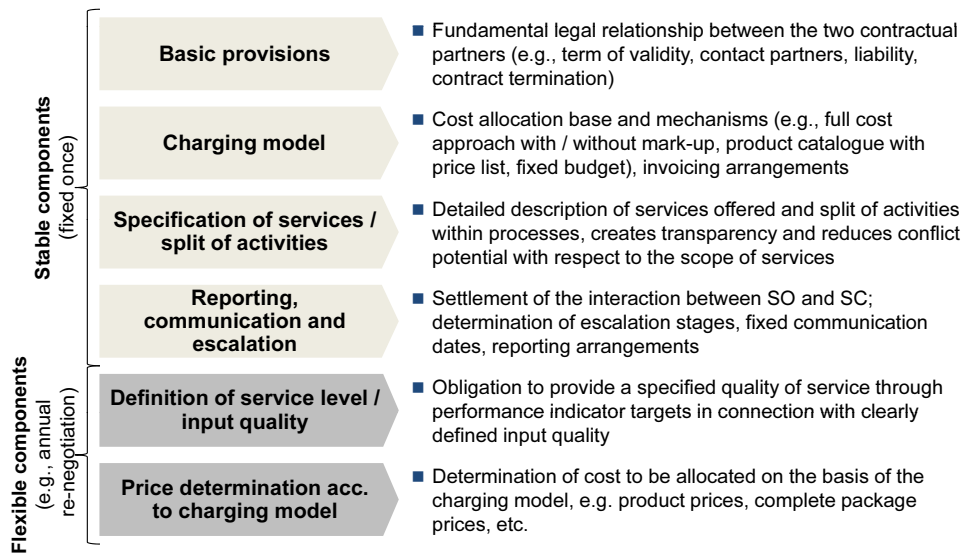 Stable components
(fixed once)
Basic provisions
■ Fundamental legal relationship between the two contractual
partners (e.g., term of validity, contact partners, liability,
contract termination)
Charging model
■ Cost allocation base and mechanisms (e.g., full cost
approach with / without mark-up, product catalogue with
price list, fixed budget), invoicing arrangements
Specification of services /
split of activities
■ Detailed description of services offered and split of activities
within processes, creates transparency and reduces conflict
potential with respect to the scope of services
Reporting,
communication and
escalation
■ Settlement of the interaction between SO and SC;
determination of escalation stages, fixed communication
dates, reporting arrangements
Flexible components
(e.g., annual
re-negotiation)
Definition of service level /
input quality
■ Obligation to provide a specified quality of service through
performance indicator targets in connection with clearly
defined input quality
Price determination acc.
to charging model
■ Determination of cost to be allocated on the basis of the
charging model, e.g. product prices, complete package
prices, etc.